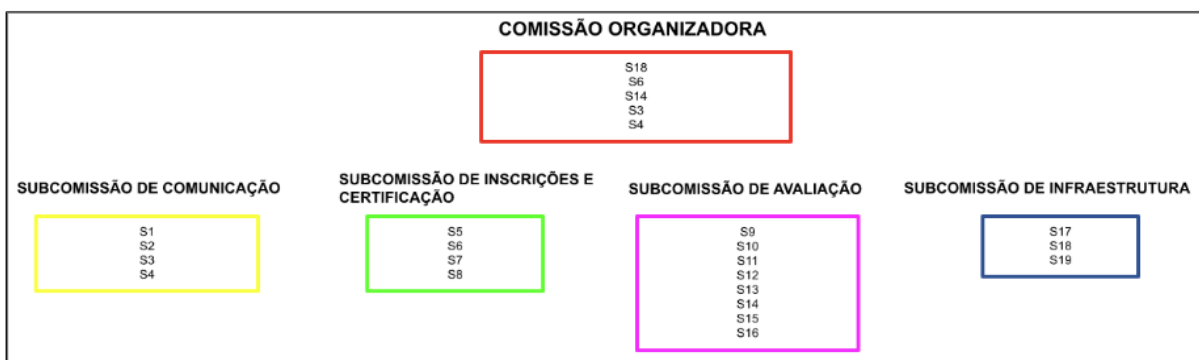 COMISSÃO ORGANIZADORA
S18
S6
S14
S3
S4
SUBCOMISSÃO DE COMUNICAÇÃO
S1
S2
S3
S4
SUBCOMISSÃO DE INSCRIÇÕES E
CERTIFICAÇÃO
S5
S6
S7
S8
SUBCOMISSÃO DE AVALIAÇÃO
S9
S10
S11
S12
S13
S14
S15
S16
SUBCOMISSÃO DE INFRAESTRUTURA
S17
S18
S19